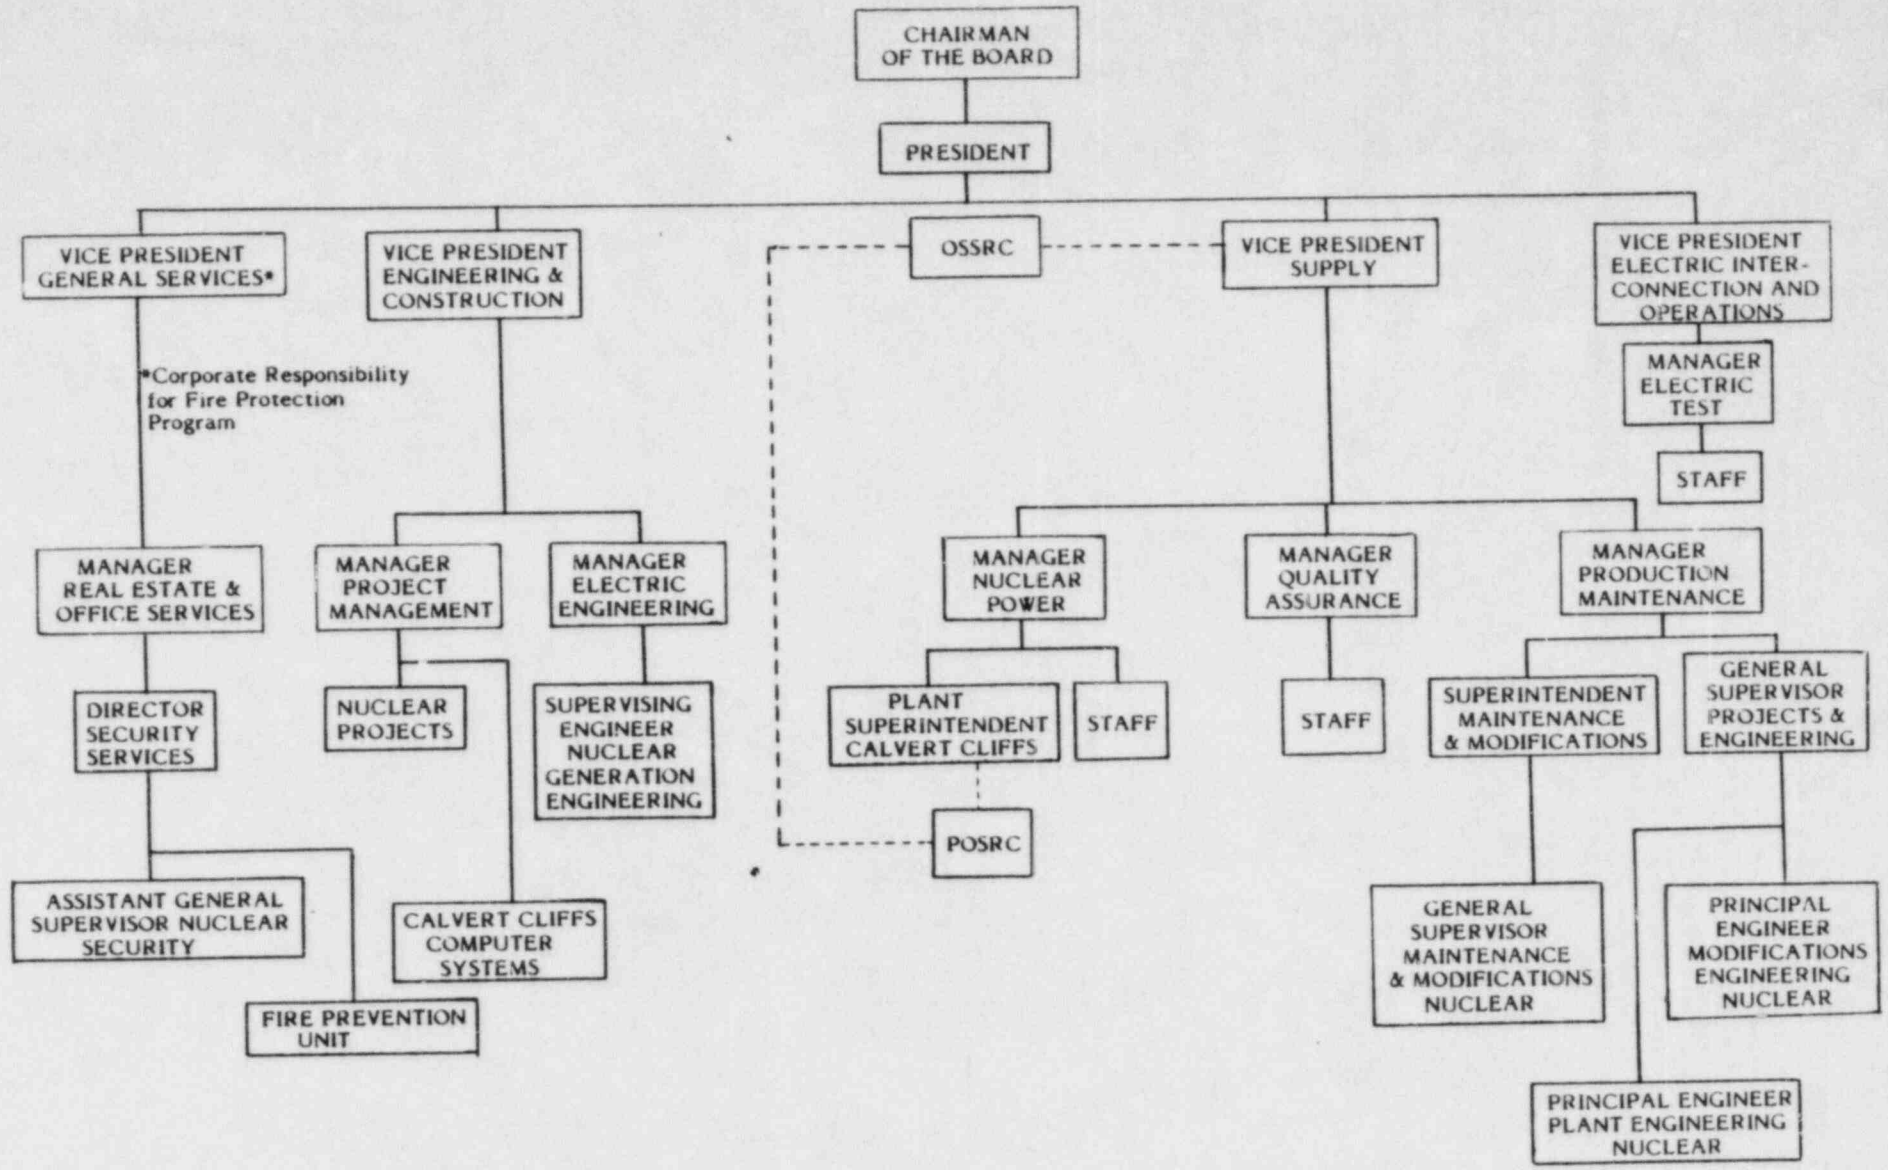 CHAIRMAN
OF THE BOARD
PRESIDENT
VICE PRESIDENT
GENERAL SERVICES*
VICE PRESIDENT
ENGINEERING &
CONSTRUCTION
OSSRC
VICE PRESIDENT
SUPPLY
VICE PRESIDENT
ELECTRIC INTER-
CONNECTION AND
OPERATIONS
*Corporate Responsibility
for Fire Protection
Program
MANAGER
ELECTRIC
TEST
STAFF
MANAGER
REAL ESTATE &
OFFICE SERVICES
MANAGER
PROJECT
MANAGEMENT
MANAGER
ELECTRIC
ENGINEERING
MANAGER
NUCLEAR
POWER
MANAGER
QUALITY
ASSURANCE
MANAGER
PRODUCTION
MAINTENANCE
DIRECTOR
SECURITY
SERVICES
NUCLEAR
PROJECTS
SUPERVISING
ENGINEER
NUCLEAR
GENERATION
ENGINEERING
PLANT
SUPERINTENDENT
CALVERT CLIFFS
STAFF
STAFF
SUPERINTENDENT
MAINTENANCE
& MODIFICATIONS
GENERAL
SUPERVISOR
PROJECTS &
ENGINEERING
POSRC
ASSISTANT GENERAL
SUPERVISOR NUCLEAR
SECURITY
CALVERT CLIFFS
COMPUTER
SYSTEMS
GENERAL
SUPERVISOR
MAINTENANCE
& MODIFICATIONS
NUCLEAR
PRINCIPAL
ENGINEER
MODIFICATIONS
ENGINEERING
NUCLEAR
FIRE PREVENTION
UNIT
PRINCIPAL ENGINEER
PLANT ENGINEERING
NUCLEAR